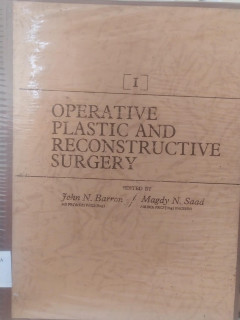 [1]
OPERATIVE
PLASTIC AND
RECONSTRUCTIVE
SURGERY
EDITED BY
John N. Barron / Magdy N. Saad